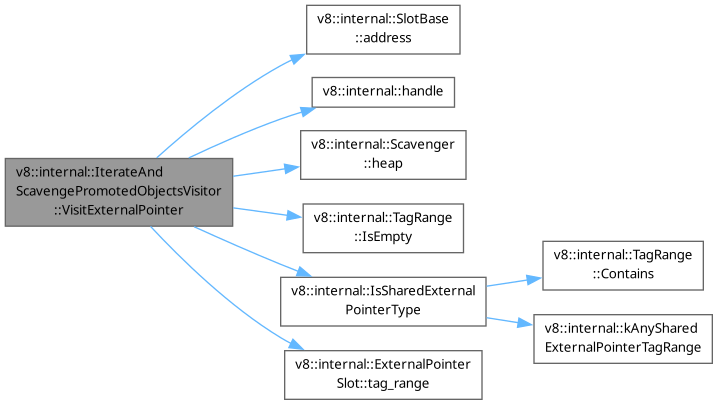 v8::internal::IterateAnd
ScavengePromotedObjectsVisitor
::VisitExternalPointer
v8::internal::SlotBase
::address
v8::internal::handle
v8::internal::Scavenger
::heap
v8::internal::TagRange
::IsEmpty
v8::internal::IsSharedExternal
PointerType
v8::internal::ExternalPointer
Slot::tag_range
v8::internal::TagRange
::Contains
v8::internal::kAnyShared
ExternalPointerTagRange